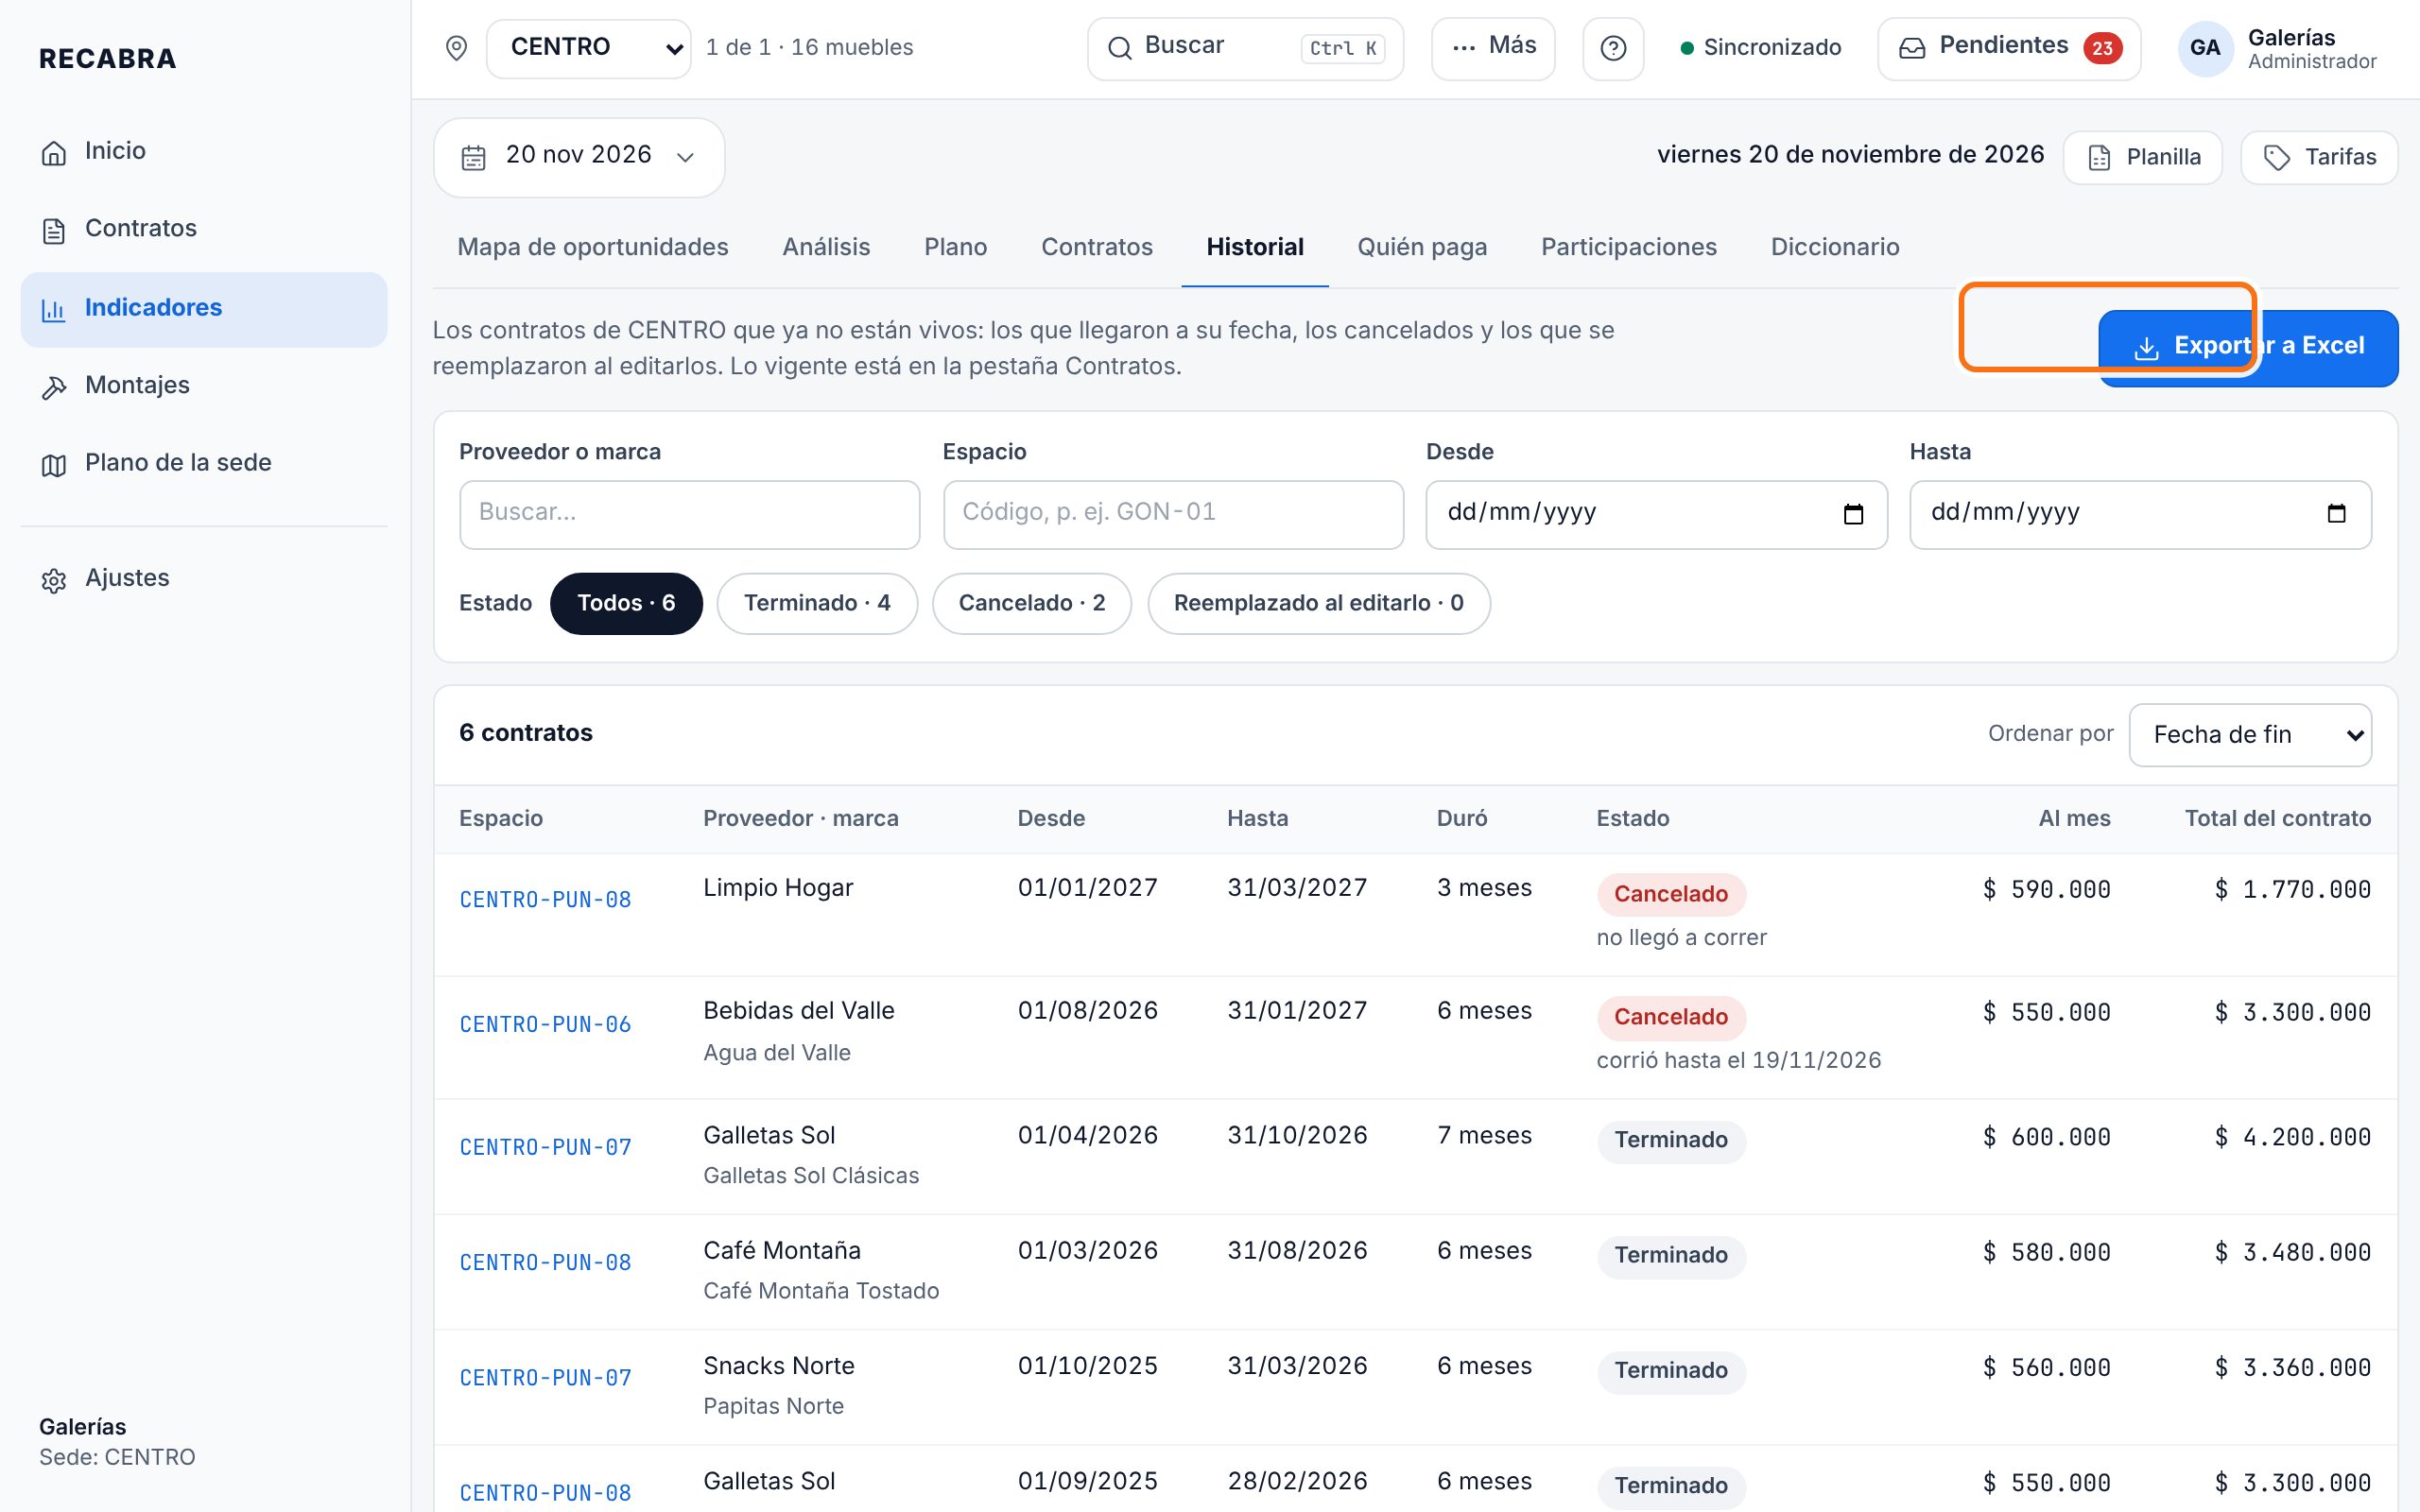 RECABRA
CENTRO
1 de 1 · 16 muebles
Buscar
Ctrl K
Más
Sincronizado
Pendientes 23
GA
Galerías
Administrador
Inicio
Contratos
Indicadores
Montajes
Plano de la sede
Ajustes
20 nov 2026
viernes 20 de noviembre de 2026
Planilla
Tarifas
Mapa de oportunidades
Análisis
Plano
Contratos
Historial
Quién paga
Participaciones
Diccionario
Los contratos de CENTRO que ya no están vivos: los que llegaron a su fecha, los cancelados y los que se
reemplazaron al editarlos. Lo vigente está en la pestaña Contratos.
Exportar a Excel
Proveedor o marca
Espacio
Desde
Hasta
Buscar...
Código, p. ej. GON-01
dd/mm/yyyy
dd/mm/yyyy
Estado
Todos · 6
Terminado · 4
Cancelado · 2
Reemplazado al editarlo · 0
6 contratos
Ordenar por
Fecha de fin
Espacio Proveedor · marca Desde Hasta Duró Estado Al mes Total del contrato
CENTRO-PUN-08 Limpio Hogar 01/01/2027 31/03/2027 3 meses Cancelado $ 590.000 $ 1.770.000
no llegó a correr
CENTRO-PUN-06 Bebidas del Valle 01/08/2026 31/01/2027 6 meses Cancelado $ 550.000 $ 3.300.000
Agua del Valle corrió hasta el 19/11/2026
CENTRO-PUN-07 Galletas Sol 01/04/2026 31/10/2026 7 meses Terminado $ 600.000 $ 4.200.000
Galletas Sol Clásicas
CENTRO-PUN-08 Café Montaña 01/03/2026 31/08/2026 6 meses Terminado $ 580.000 $ 3.480.000
Café Montaña Tostado
CENTRO-PUN-07 Snacks Norte 01/10/2025 31/03/2026 6 meses Terminado $ 560.000 $ 3.360.000
Papitas Norte
CENTRO-PUN-08 Galletas Sol 01/09/2025 28/02/2026 6 meses Terminado $ 550.000 $ 3.300.000
Galerías
Sede: CENTRO